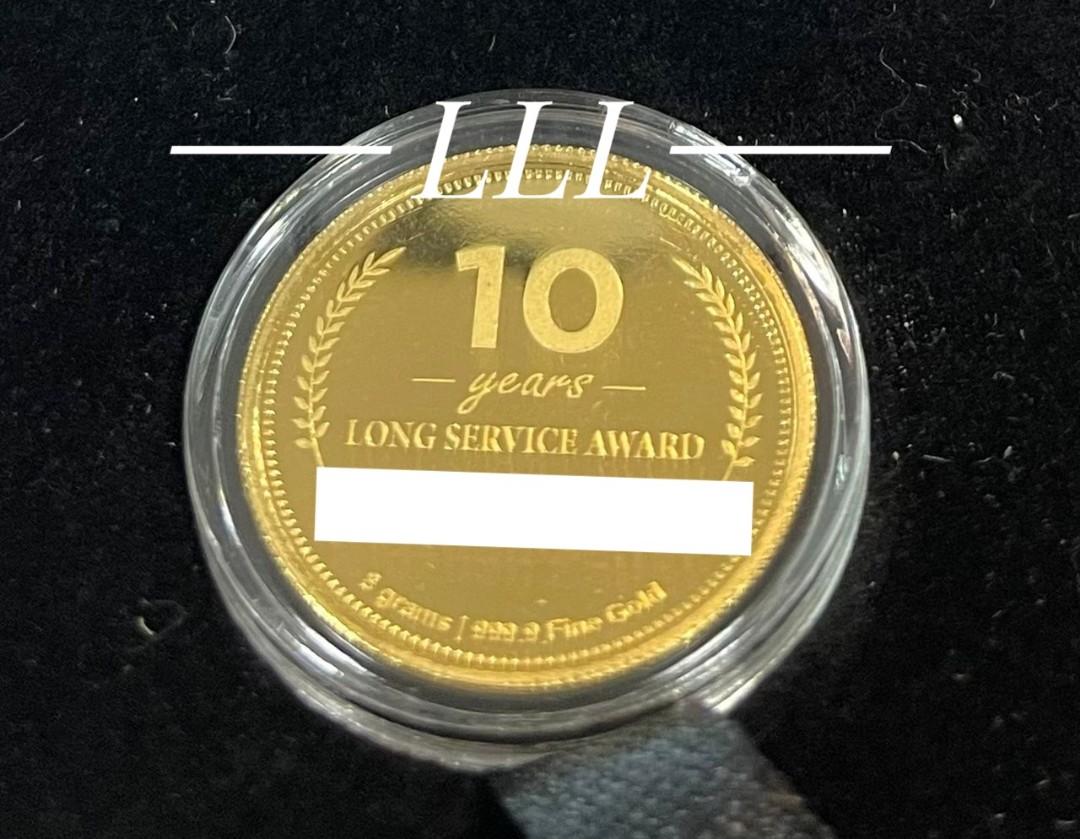 LLL
10
years
LONG SERVICE AWARD
grams | 999.9 Fine Gold